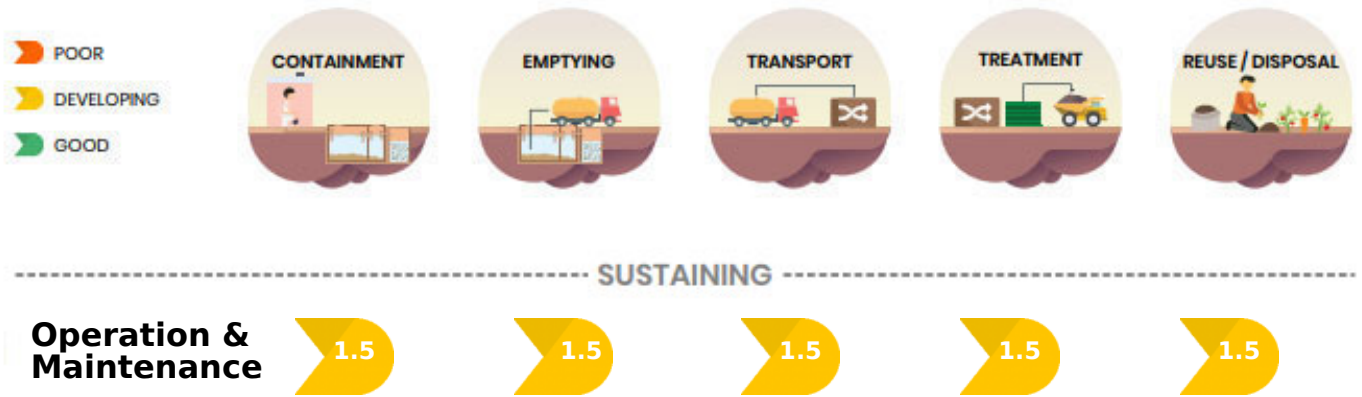 POOR
DEVELOPING
GOOD
CONTAINMENT
EMPTYING
TRANSPORT
TREATMENT
REUSE / DISPOSAL
SUSTAINING
Operation &
Maintenance
1.5
1.5
1.5
1.5
1.5